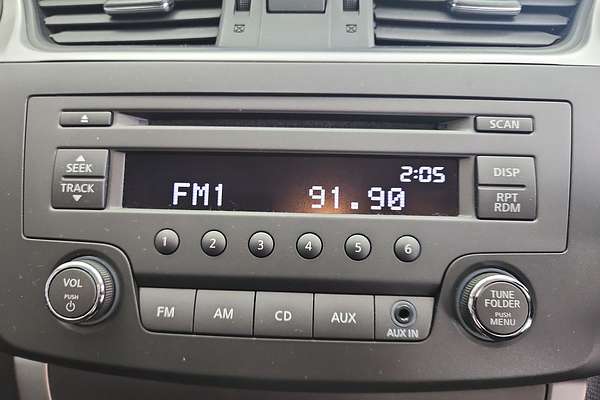 SCAN
SEEK
TRACK
FM1 91.90 2:05
DISP
RPT
RDM
1 2 3 4 5 6
VOL
PUSH
FM AM CD AUX
AUX IN
TUNE
FOLDER
PUSH
MENU